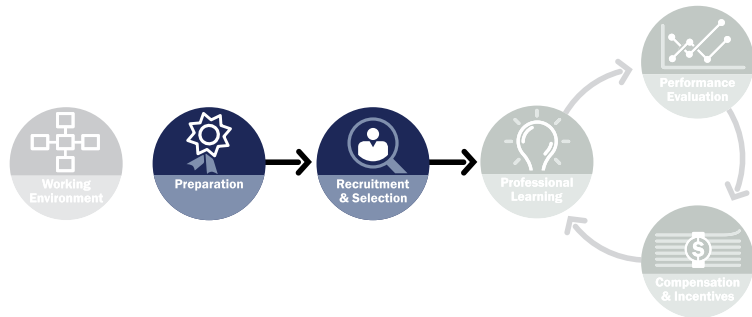 Working
Environment
Preparation
Recruitment
& Selection
Professional
Learning
Performance
Evaluation
$
Compensation
& Incentives